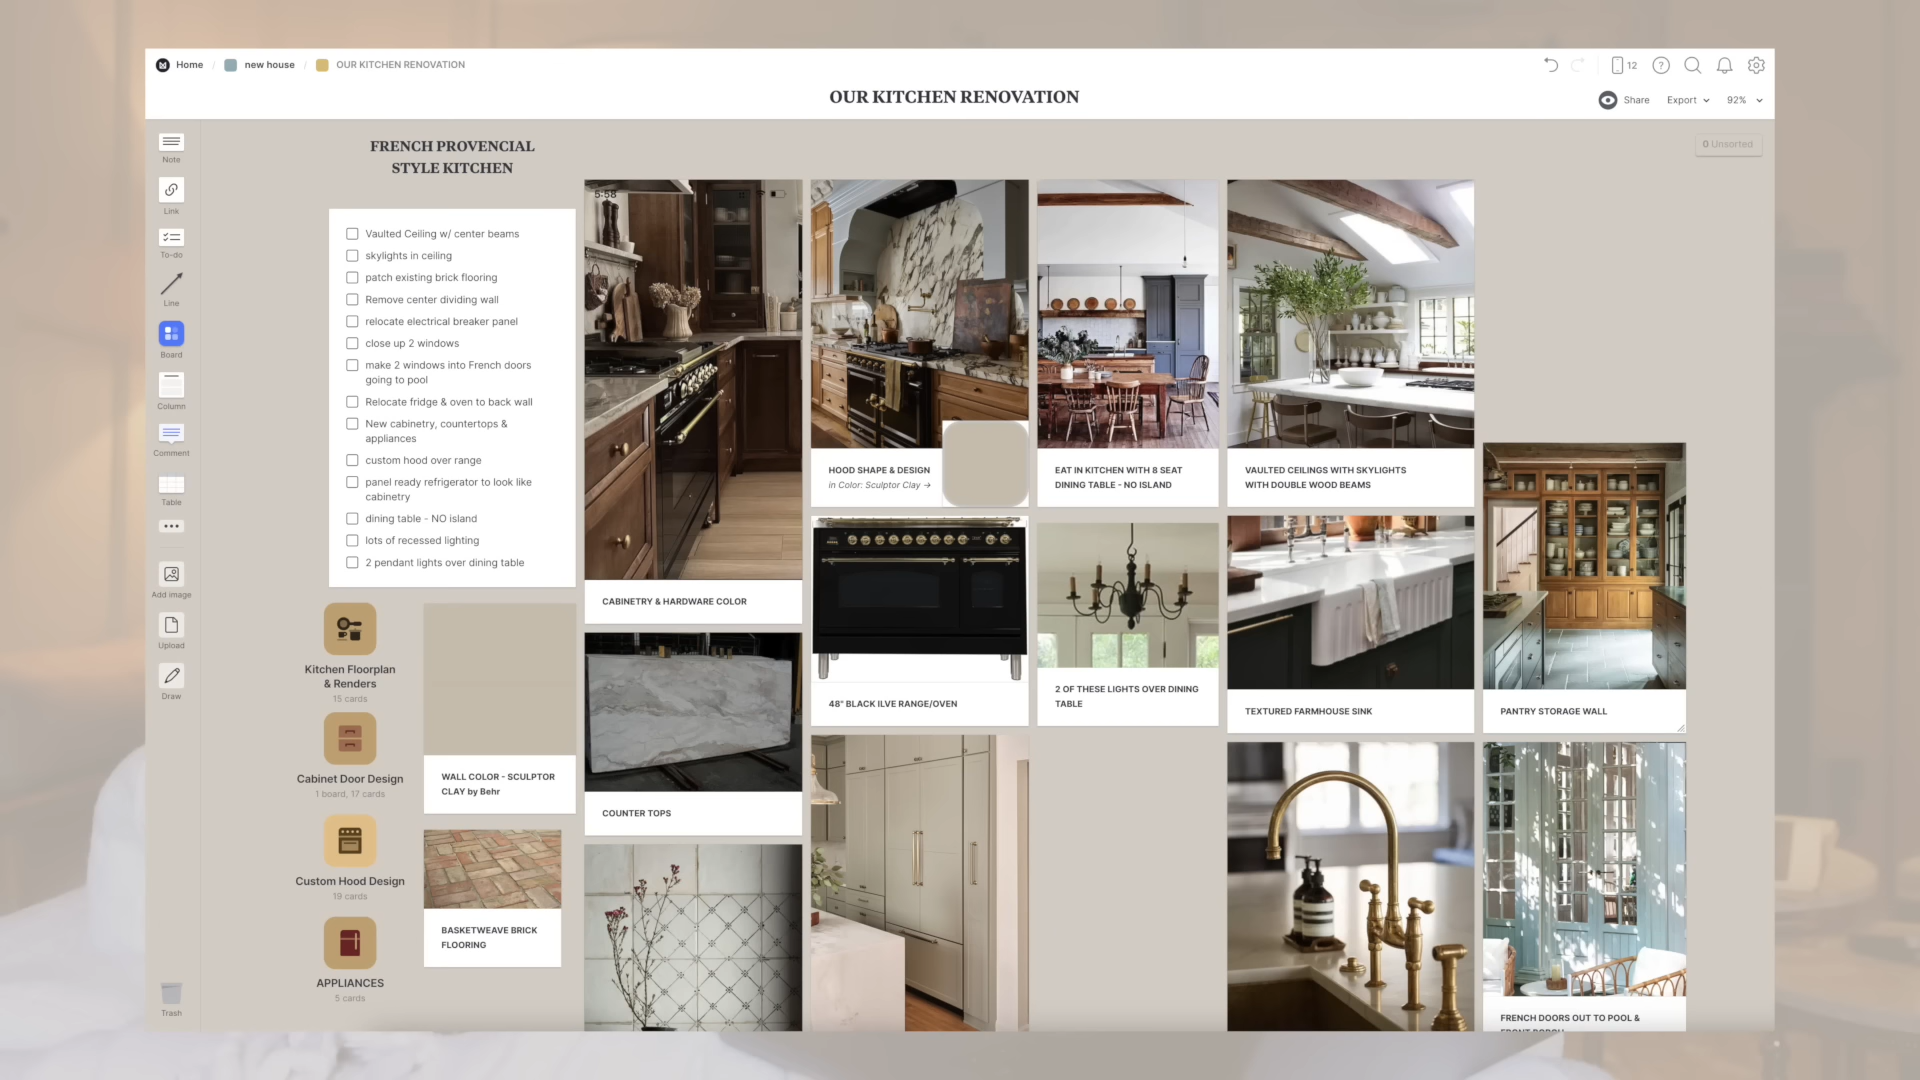 Home / new house / OUR KITCHEN RENOVATION
12
OUR KITCHEN RENOVATION
Share
Export
92%
0 Unsorted
Note
Link
To-do
Line
Board
Column
Comment
Table
Add image
Upload
Draw
Trash
FRENCH PROVENCIAL
STYLE KITCHEN
Vaulted Ceiling w/ center beams
skylights in ceiling
patch existing brick flooring
Remove center dividing wall
relocate electrical breaker panel
close up 2 windows
make 2 windows into French doors
going to pool
Relocate fridge & oven to back wall
New cabinetry, countertops &
appliances
custom hood over range
panel ready refrigerator to look like
cabinetry
dining table - NO island
lots of recessed lighting
2 pendant lights over dining table
Kitchen Floorplan
& Renders
15 cards
Cabinet Door Design
1 board, 17 cards
Custom Hood Design
19 cards
APPLIANCES
5 cards
WALL COLOR - SCULPTOR
CLAY by Behr
BASKETWEAVE BRICK
FLOORING
5:58
CABINETRY & HARDWARE COLOR
COUNTER TOPS
HOOD SHAPE & DESIGN
in Color: Sculptor Clay →
48" BLACK ILVE RANGE/OVEN
EAT IN KITCHEN WITH 8 SEAT
DINING TABLE - NO ISLAND
2 OF THESE LIGHTS OVER DINING
TABLE
VAULTED CEILINGS WITH SKYLIGHTS
WITH DOUBLE WOOD BEAMS
TEXTURED FARMHOUSE SINK
PANTRY STORAGE WALL
FRENCH DOORS OUT TO POOL &
FRONT PORCH